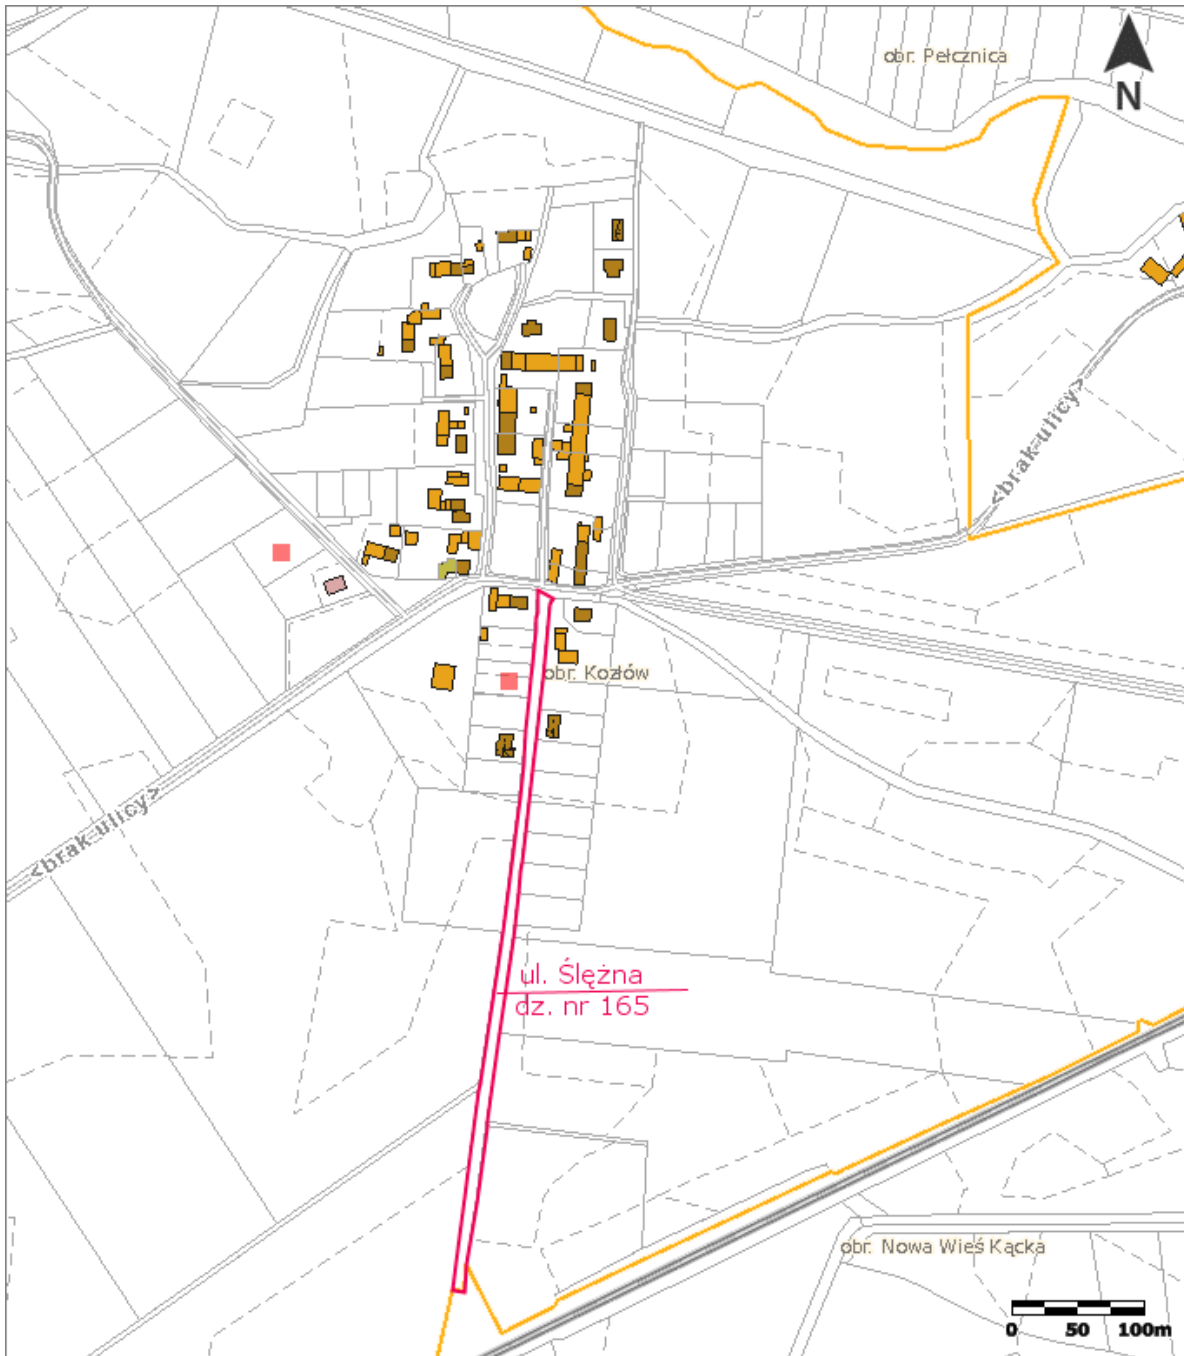 obr. Pełcznica
N
<brak ulicy>
obr. Kozłów
<brak ulicy>
ul. Ślężna
dz. nr 165
obr. Nowa Wieś Kącka
0 50 100m